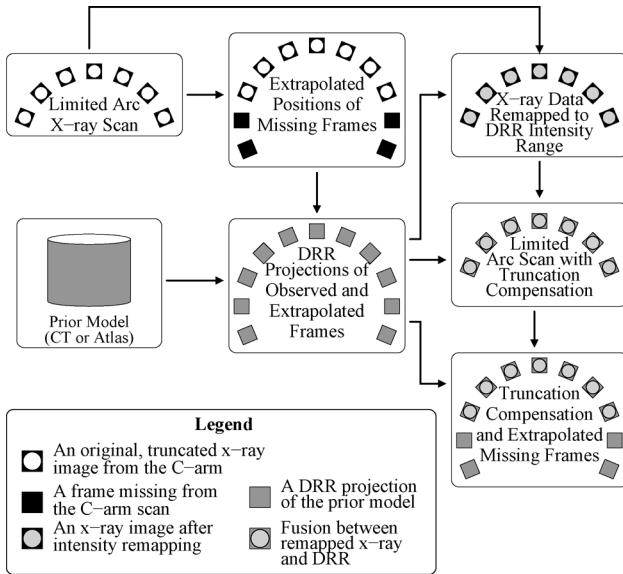 Limited Arc
X−ray Scan
Extrapolated
Positions of
Missing Frames
X−ray Data
Remapped to
DRR Intensity
Range
Prior Model
(CT or Atlas)
DRR
Projections of
Observed and
Extrapolated
Frames
Limited
Arc Scan with
Truncation
Compensation
Truncation
Compensation
and Extrapolated
Missing Frames
Legend
An original, truncated x−ray
image from the C−arm
A frame missing from
the C−arm scan
An x−ray image after
intensity remapping
A DRR projection
of the prior model
Fusion between
remapped x−ray
and DRR